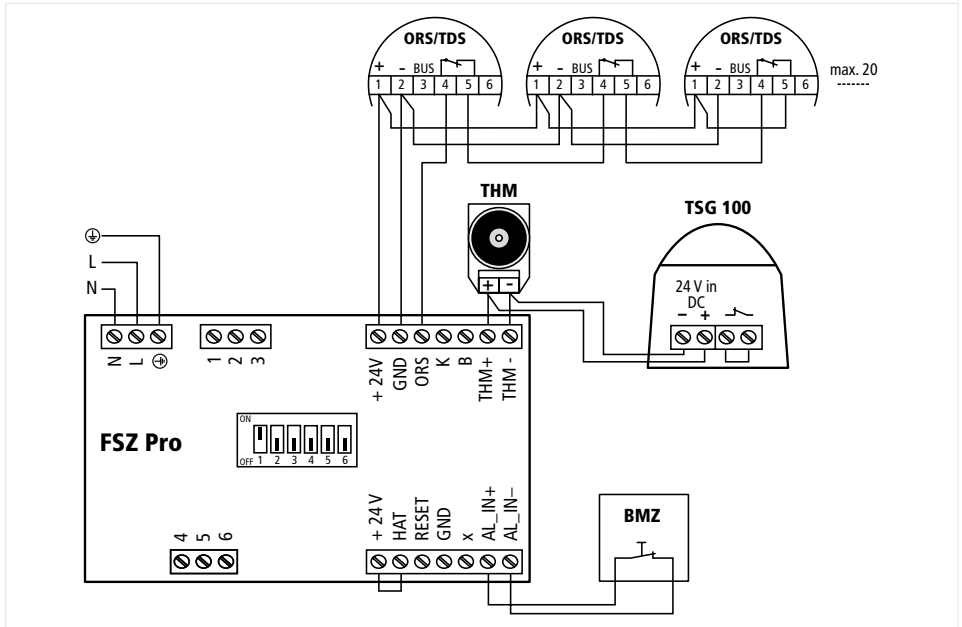 ORS/TDS ORS/TDS ORS/TDS
+ - BUS + - BUS + - BUS
1 2 3 4 5 6 1 2 3 4 5 6 1 2 3 4 5 6
max. 20
THM
+ -
TSG 100
24 V in
DC
- +
L
N
N L
1 2 3
+ 24V GND ORS K B THM+ THM -
FSZ Pro
ON
OFF 1 2 3 4 5 6
4 5 6
+ 24 V HAT RESET GND x AL_IN+ AL_IN–
BMZ